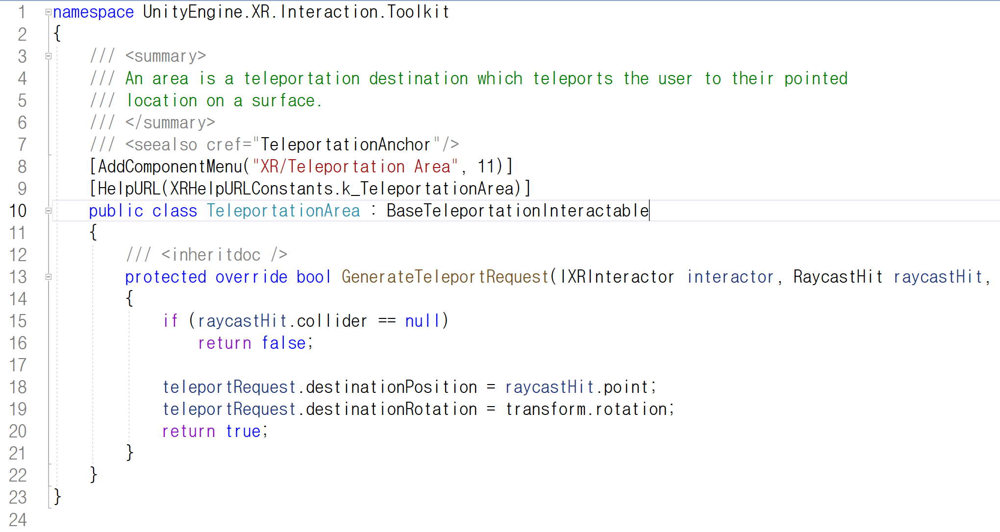 1 namespace UnityEngine.XR.Interaction.Toolkit
2 {
3 /// <summary>
4 /// An area is a teleportation destination which teleports the user to their pointed
5 /// location on a surface.
6 /// </summary>
7 /// <seealso cref="TeleportationAnchor"/>
8 [AddComponentMenu("XR/Teleportation Area", 11)]
9 [HelpURL(XRHelpURLConstants.k_TeleportationArea)]
10 public class TeleportationArea : BaseTeleportationInteractable
11 {
12 /// <inheritdoc />
13 protected override bool GenerateTeleportRequest(IXRInteractor interactor, RaycastHit raycastHit,
14 {
15 if (raycastHit.collider == null)
16 return false;
17
18 teleportRequest.destinationPosition = raycastHit.point;
19 teleportRequest.destinationRotation = transform.rotation;
20 return true;
21 }
22 }
23 }
24